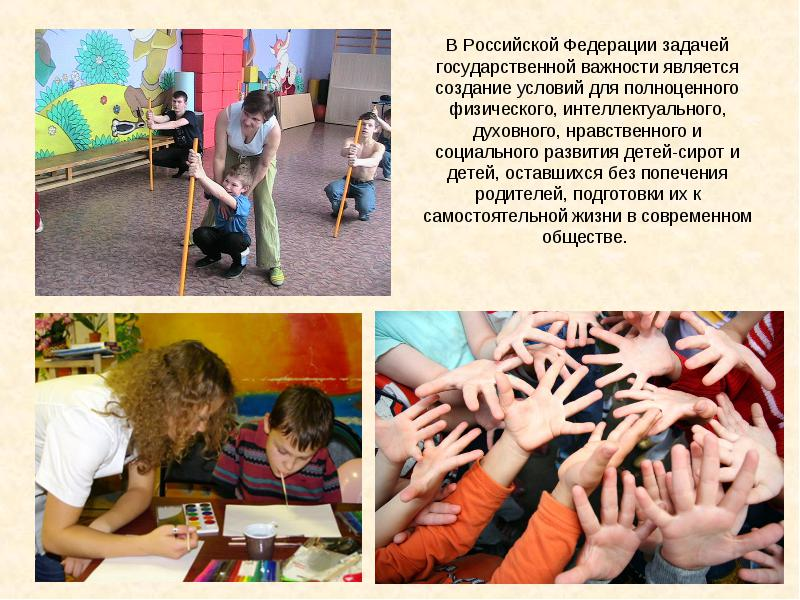 В Российской Федерации задачей
государственной важности является
создание условий для полноценного
физического, интеллектуального,
духовного, нравственного и
социального развития детей-сирот и
детей, оставшихся без попечения
родителей, подготовки их к
самостоятельной жизни в современном
обществе.